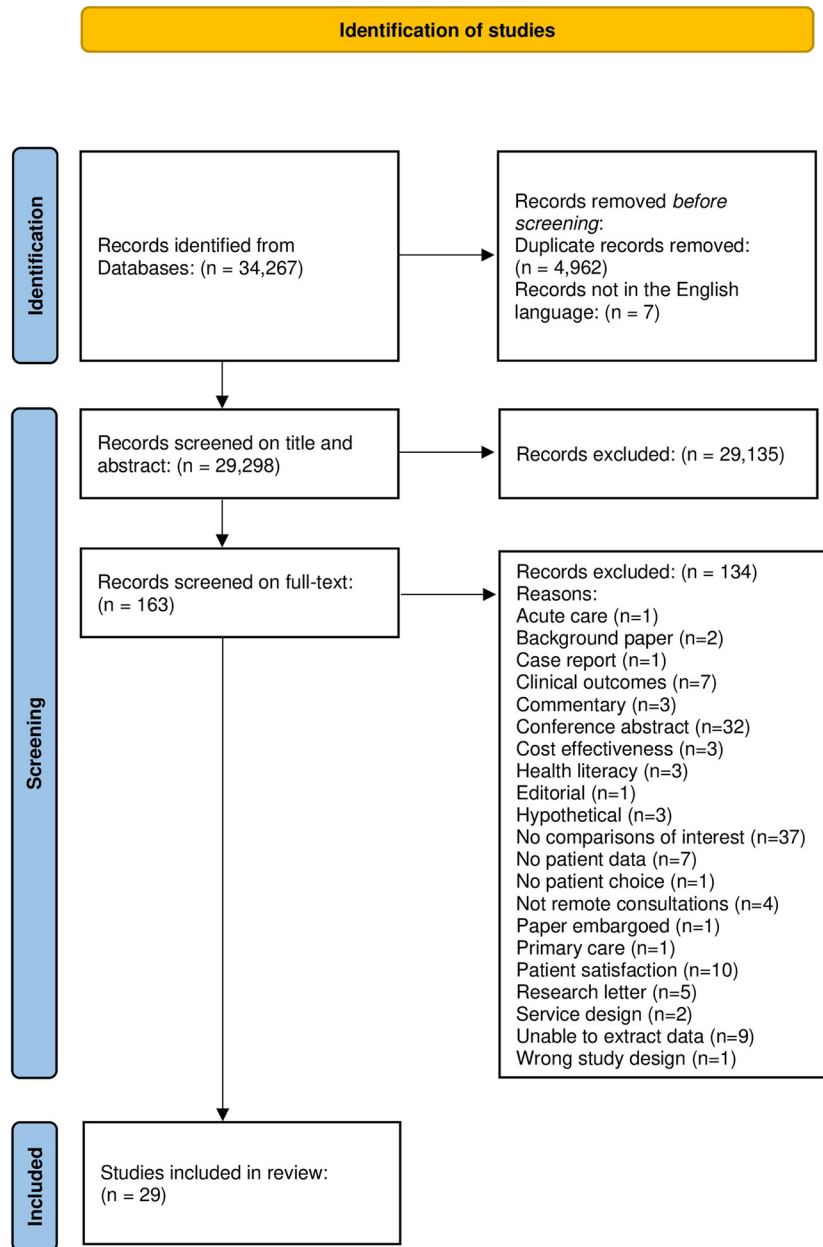 Identification of studies
Identification
Records identified from
Databases: (n = 34,267)
Records removed before
screening:
Duplicate records removed:
(n = 4,962)
Records not in the English
language: (n = 7)
Screening
Records screened on title and
abstract: (n = 29,298)
Records excluded: (n = 29,135)
Records screened on full-text:
(n = 163)
Records excluded: (n = 134)
Reasons:
Acute care (n=1)
Background paper (n=2)
Case report (n=1)
Clinical outcomes (n=7)
Commentary (n=3)
Conference abstract (n=32)
Cost effectiveness (n=3)
Health literacy (n=3)
Editorial (n=1)
Hypothetical (n=3)
No comparisons of interest (n=37)
No patient data (n=7)
No patient choice (n=1)
Not remote consultations (n=4)
Paper embargoed (n=1)
Primary care (n=1)
Patient satisfaction (n=10)
Research letter (n=5)
Service design (n=2)
Unable to extract data (n=9)
Wrong study design (n=1)
Included
Studies included in review:
(n = 29)